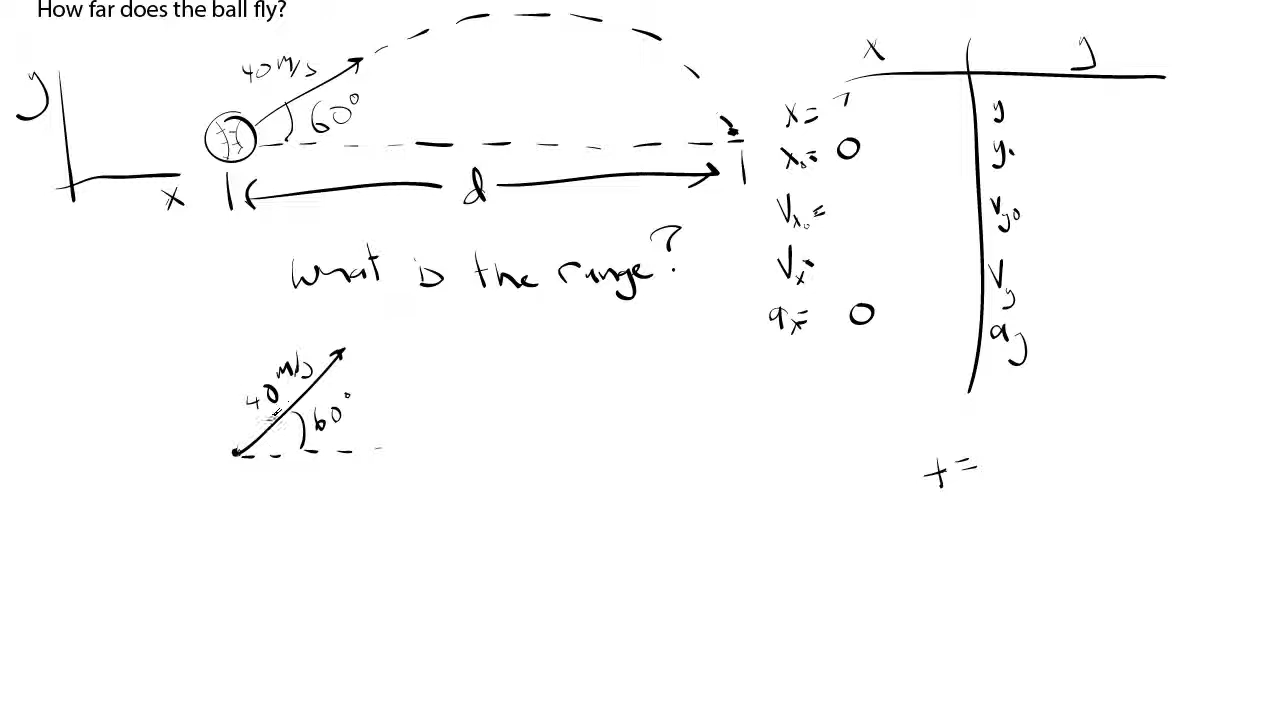 How far does the ball fly?
40 m/s
60°
y
x
d
What is the range?
x y
x = ? y
x₀ = 0 y₀
Vx₀ = Vy₀
Vx = Vy
ax = 0 ay
40 m/s
60°
t =